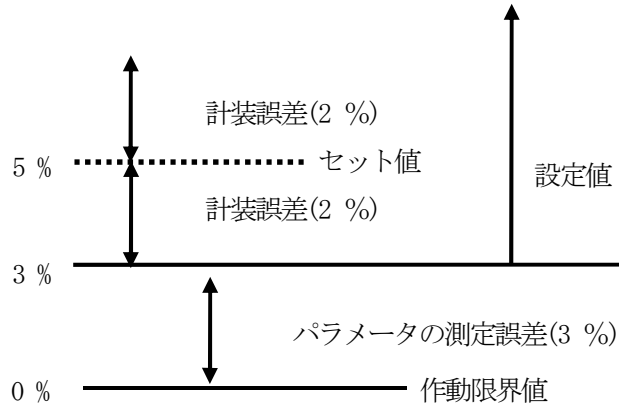 計装誤差(2 %)
5 %
セット値
設定値
計装誤差(2 %)
3 %
パラメータの測定誤差(3 %)
0 %
作動限界値